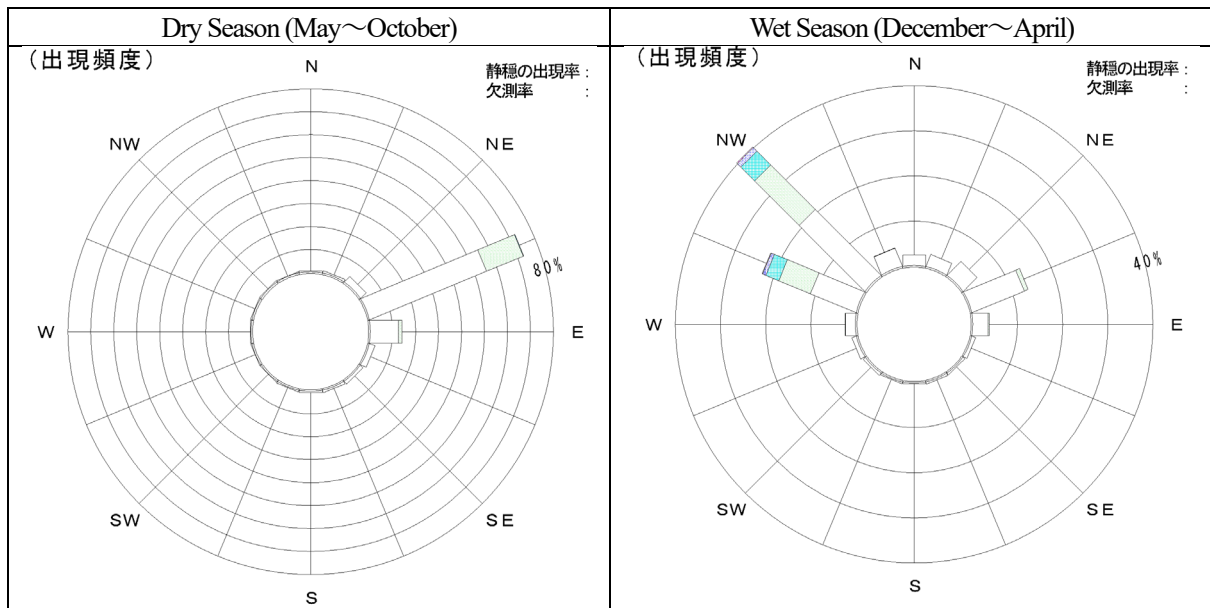 Dry Season (May～October)
Wet Season (December～April)
(出現頻度)
静穏の出現率 :
欠測率 :
N
NE
E
SE
S
SW
W
NW
80%
(出現頻度)
静穏の出現率 :
欠測率 :
N
NE
E
SE
S
SW
W
NW
40%